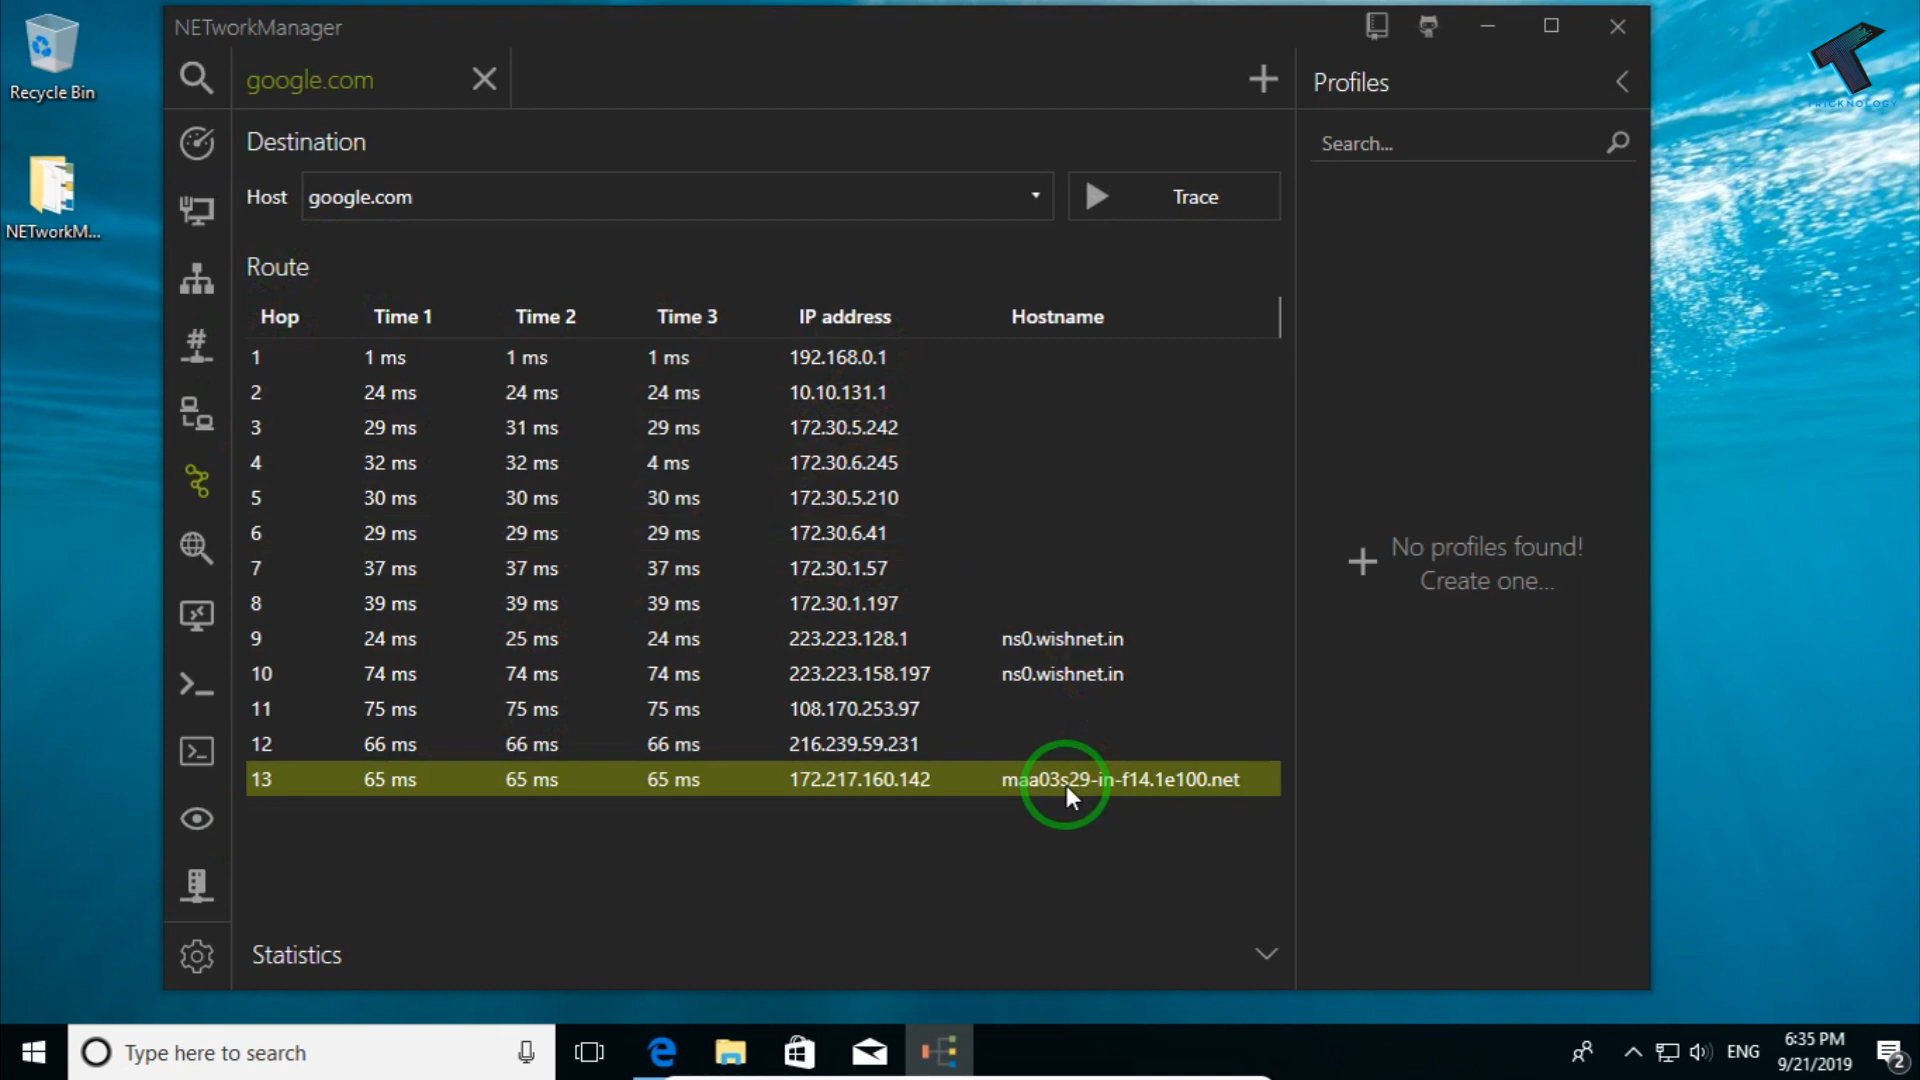 NETworkManager
Recycle Bin
NETworkM...
google.com
Profiles
TRICKNOLOGY
Destination
Search...
Host google.com Trace
Route
Hop Time 1 Time 2 Time 3 IP address Hostname
1 1 ms 1 ms 1 ms 192.168.0.1
2 24 ms 24 ms 24 ms 10.10.131.1
3 29 ms 31 ms 29 ms 172.30.5.242
4 32 ms 32 ms 4 ms 172.30.6.245
5 30 ms 30 ms 30 ms 172.30.5.210
6 29 ms 29 ms 29 ms 172.30.6.41
7 37 ms 37 ms 37 ms 172.30.1.57
8 39 ms 39 ms 39 ms 172.30.1.197
9 24 ms 25 ms 24 ms 223.223.128.1 ns0.wishnet.in
10 74 ms 74 ms 74 ms 223.223.158.197 ns0.wishnet.in
11 75 ms 75 ms 75 ms 108.170.253.97
12 66 ms 66 ms 66 ms 216.239.59.231
13 65 ms 65 ms 65 ms 172.217.160.142 maa03s29-in-f14.1e100.net
No profiles found!
Create one...
Statistics
Type here to search
ENG
6:35 PM
9/21/2019
2